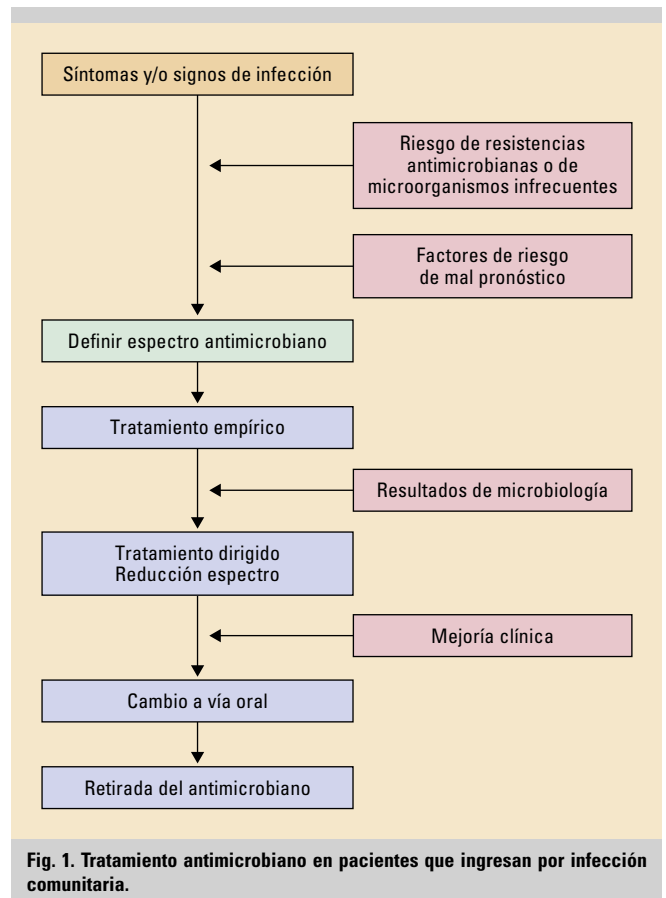 Síntomas y/o signos de infección
Riesgo de resistencias
antimicrobianas o de
microorganismos infrecuentes
Factores de riesgo
de mal pronóstico
Definir espectro antimicrobiano
Tratamiento empírico
Resultados de microbiología
Tratamiento dirigido
Reducción espectro
Mejoría clínica
Cambio a vía oral
Retirada del antimicrobiano
Fig. 1. Tratamiento antimicrobiano en pacientes que ingresan por infección
comunitaria.